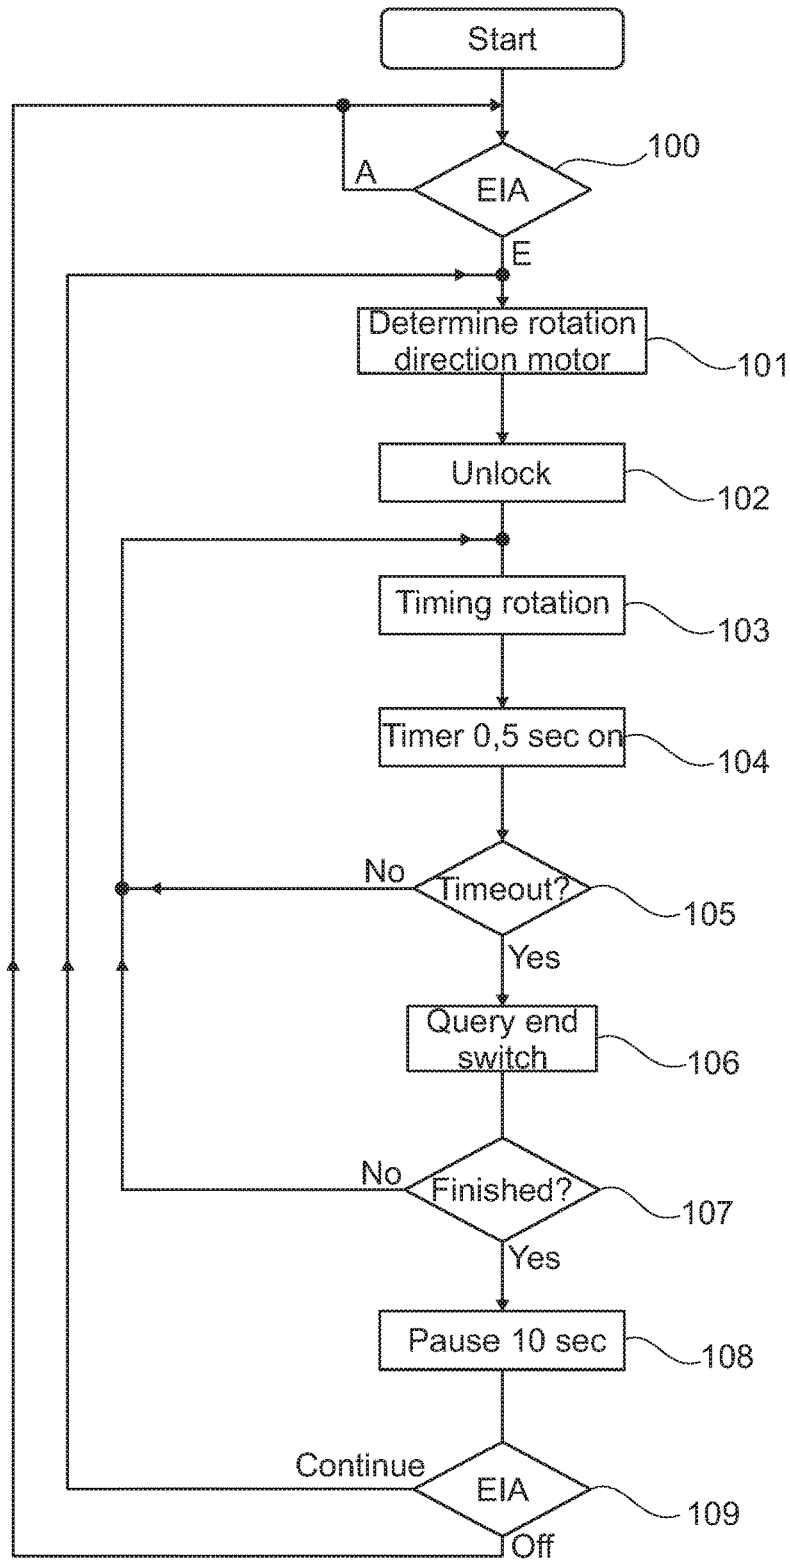 Start
100
A
EIA
E
Determine rotation
direction motor
101
Unlock
102
Timing rotation
103
Timer 0,5 sec on
104
No
Timeout?
105
Yes
Query end
switch
106
No
Finished?
107
Yes
Pause 10 sec
108
Continue
EIA
109
Off